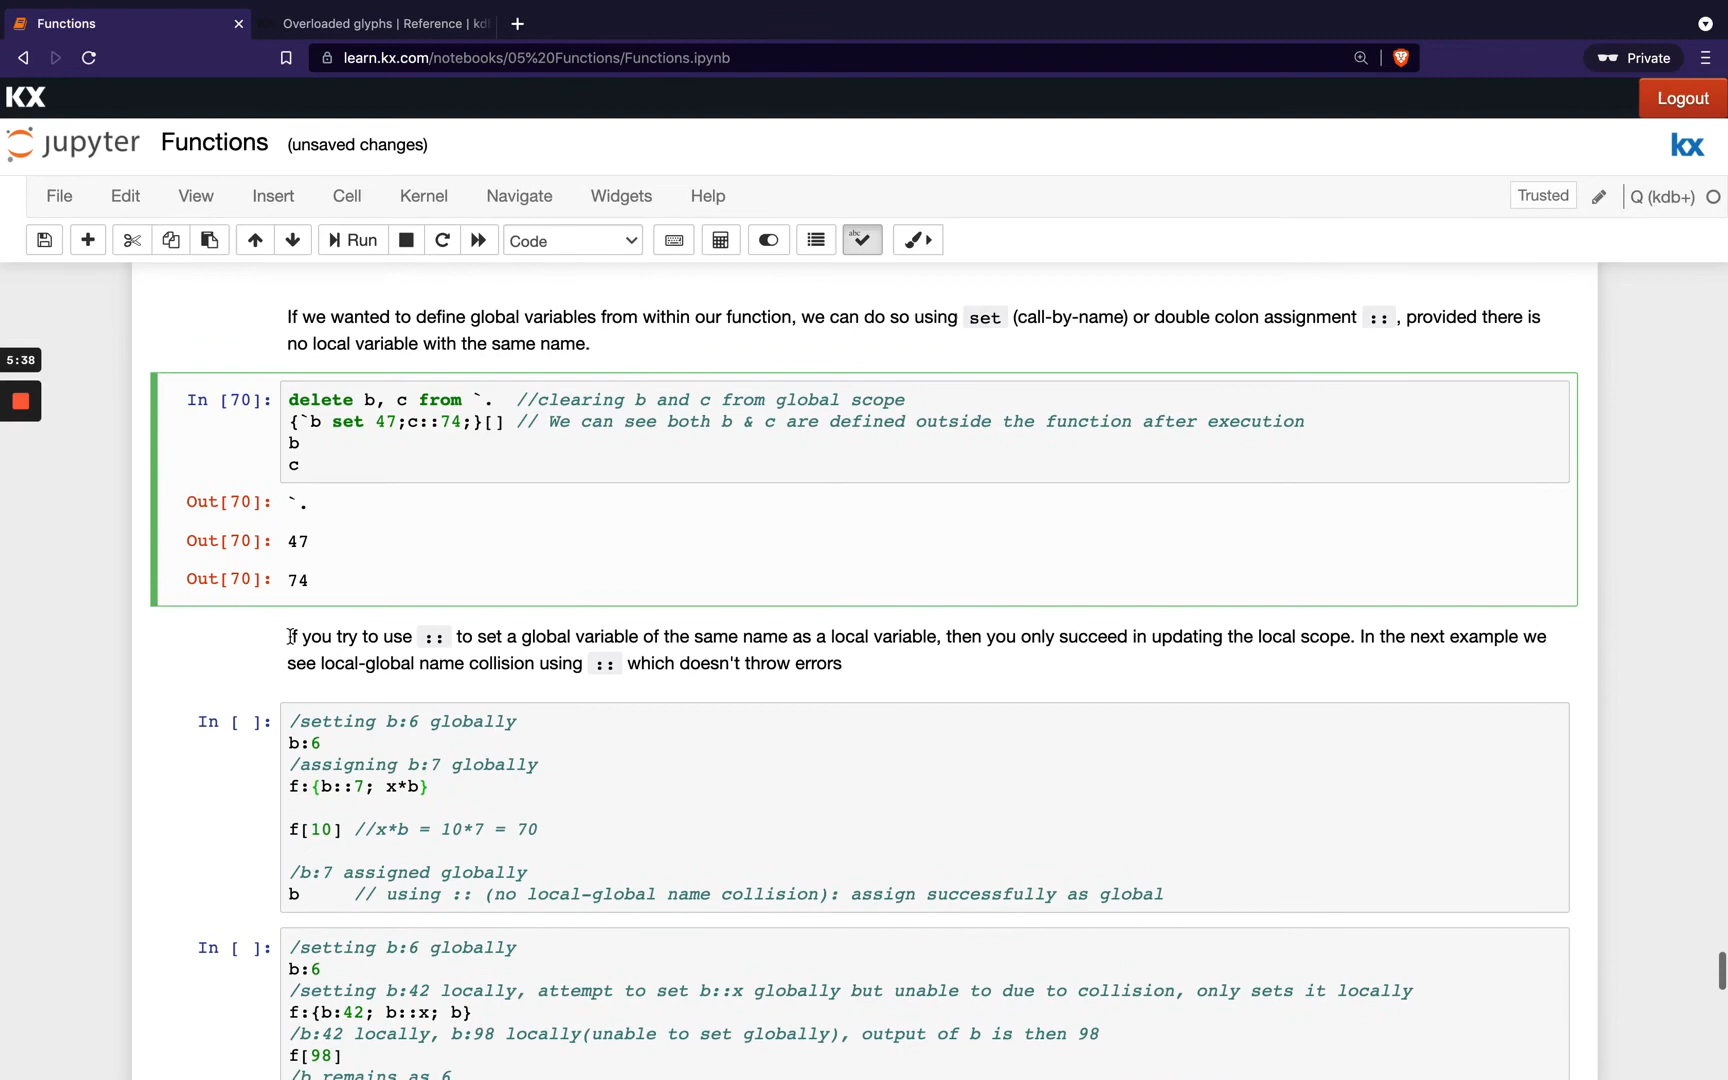 Functions
Overloaded glyphs | Reference | kd
learn.kx.com/notebooks/05%20Functions/Functions.ipynb
Private
KX
Logout
jupyter Functions (unsaved changes)
kx
File Edit View Insert Cell Kernel Navigate Widgets Help
Trusted Q (kdb+)
Run Code abc
If we wanted to define global variables from within our function, we can do so using set (call-by-name) or double colon assignment ::, provided there is
no local variable with the same name.
5:38
In [70]: delete b, c from `. //clearing b and c from global scope
{`b set 47;c::74;}[] // We can see both b & c are defined outside the function after execution
b
c
Out[70]: `.
Out[70]: 47
Out[70]: 74
If you try to use :: to set a global variable of the same name as a local variable, then you only succeed in updating the local scope. In the next example we
see local-global name collision using :: which doesn't throw errors
In [ ]: /setting b:6 globally
b:6
/assigning b:7 globally
f:{b::7; x*b}
f[10] //x*b = 10*7 = 70
/b:7 assigned globally
b // using :: (no local-global name collision): assign successfully as global
In [ ]: /setting b:6 globally
b:6
/setting b:42 locally, attempt to set b::x globally but unable to due to collision, only sets it locally
f:{b:42; b::x; b}
/b:42 locally, b:98 locally(unable to set globally), output of b is then 98
f[98]
/b remains as 6